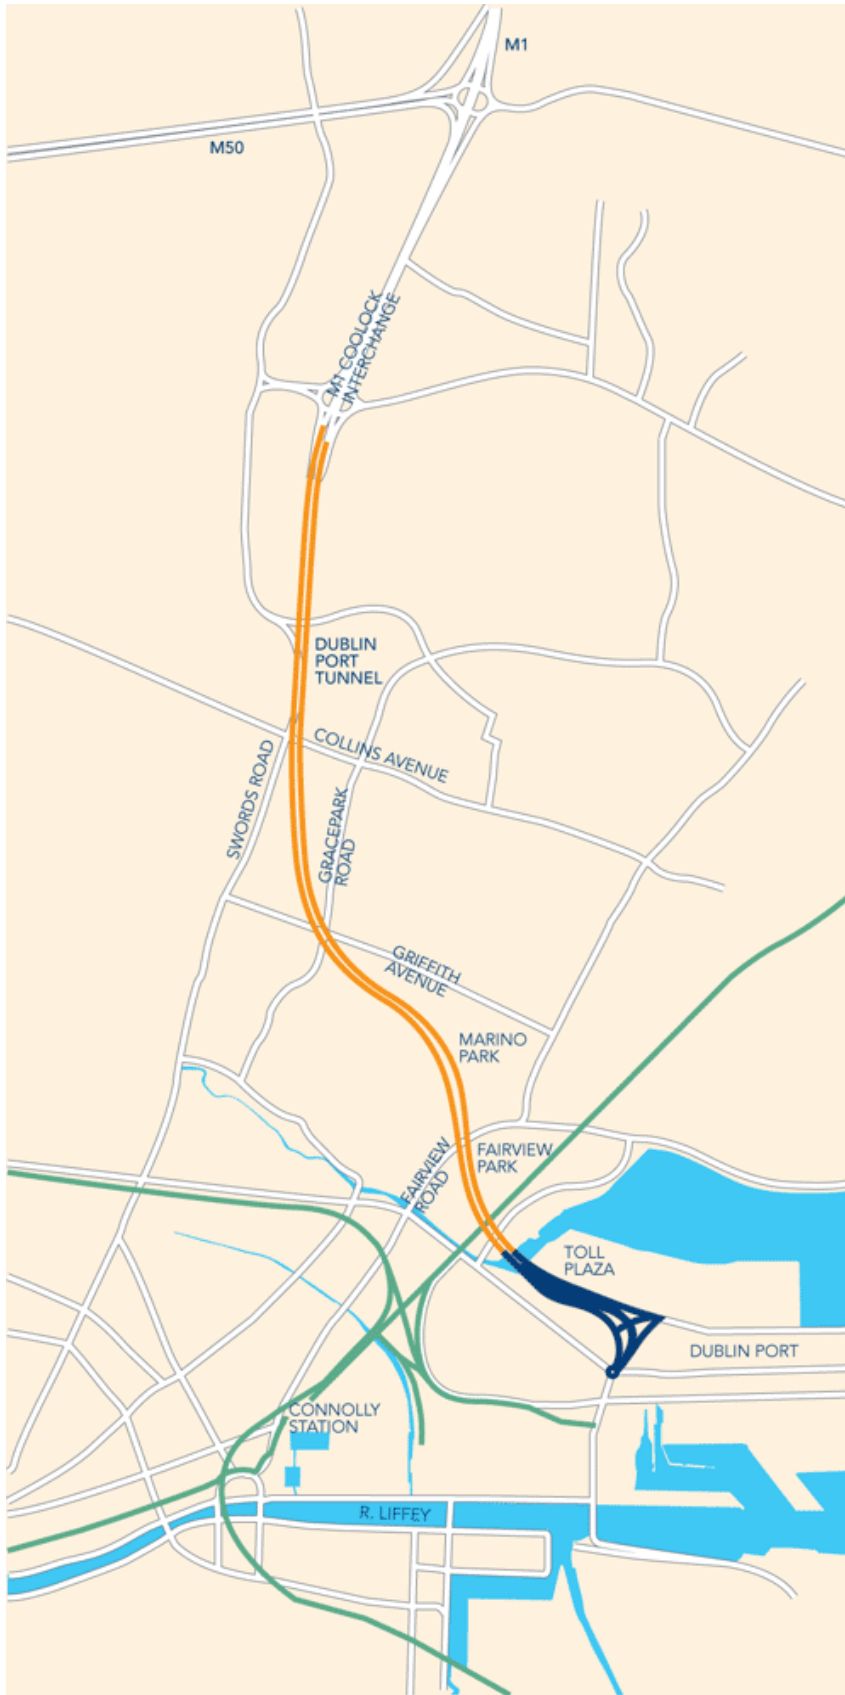 M1
M50
M1 COOLOCK
INTERCHANGE
DUBLIN
PORT
TUNNEL
COLLINS AVENUE
SWORDS ROAD
GRACEPARK
ROAD
GRIFFITH
AVENUE
MARINO
PARK
FAIRVIEW
ROAD
FAIRVIEW
PARK
TOLL
PLAZA
DUBLIN PORT
CONNOLLY
STATION
R. LIFFEY